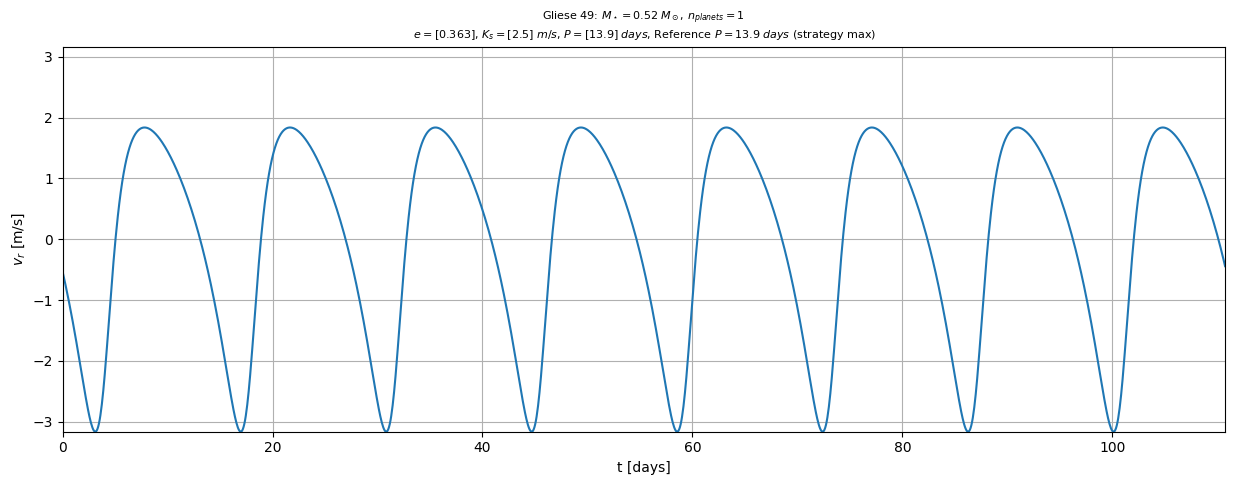 Gliese 49: $M_\star = 0.52\ M_\odot$, $n_{planets} = 1$
$e = [0.363]$, $K_s = [2.5]\ m/s$, $P = [13.9]\ days$, Reference $P = 13.9\ days$ (strategy max)
3
2
1
0
−1
−2
−3
$v_r$ [m/s]
0 20 40 60 80 100
t [days]